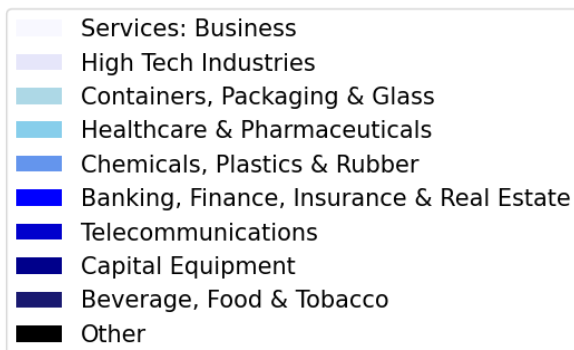 Services: Business
High Tech Industries
Containers, Packaging & Glass
Healthcare & Pharmaceuticals
Chemicals, Plastics & Rubber
Banking, Finance, Insurance & Real Estate
Telecommunications
Capital Equipment
Beverage, Food & Tobacco
Other